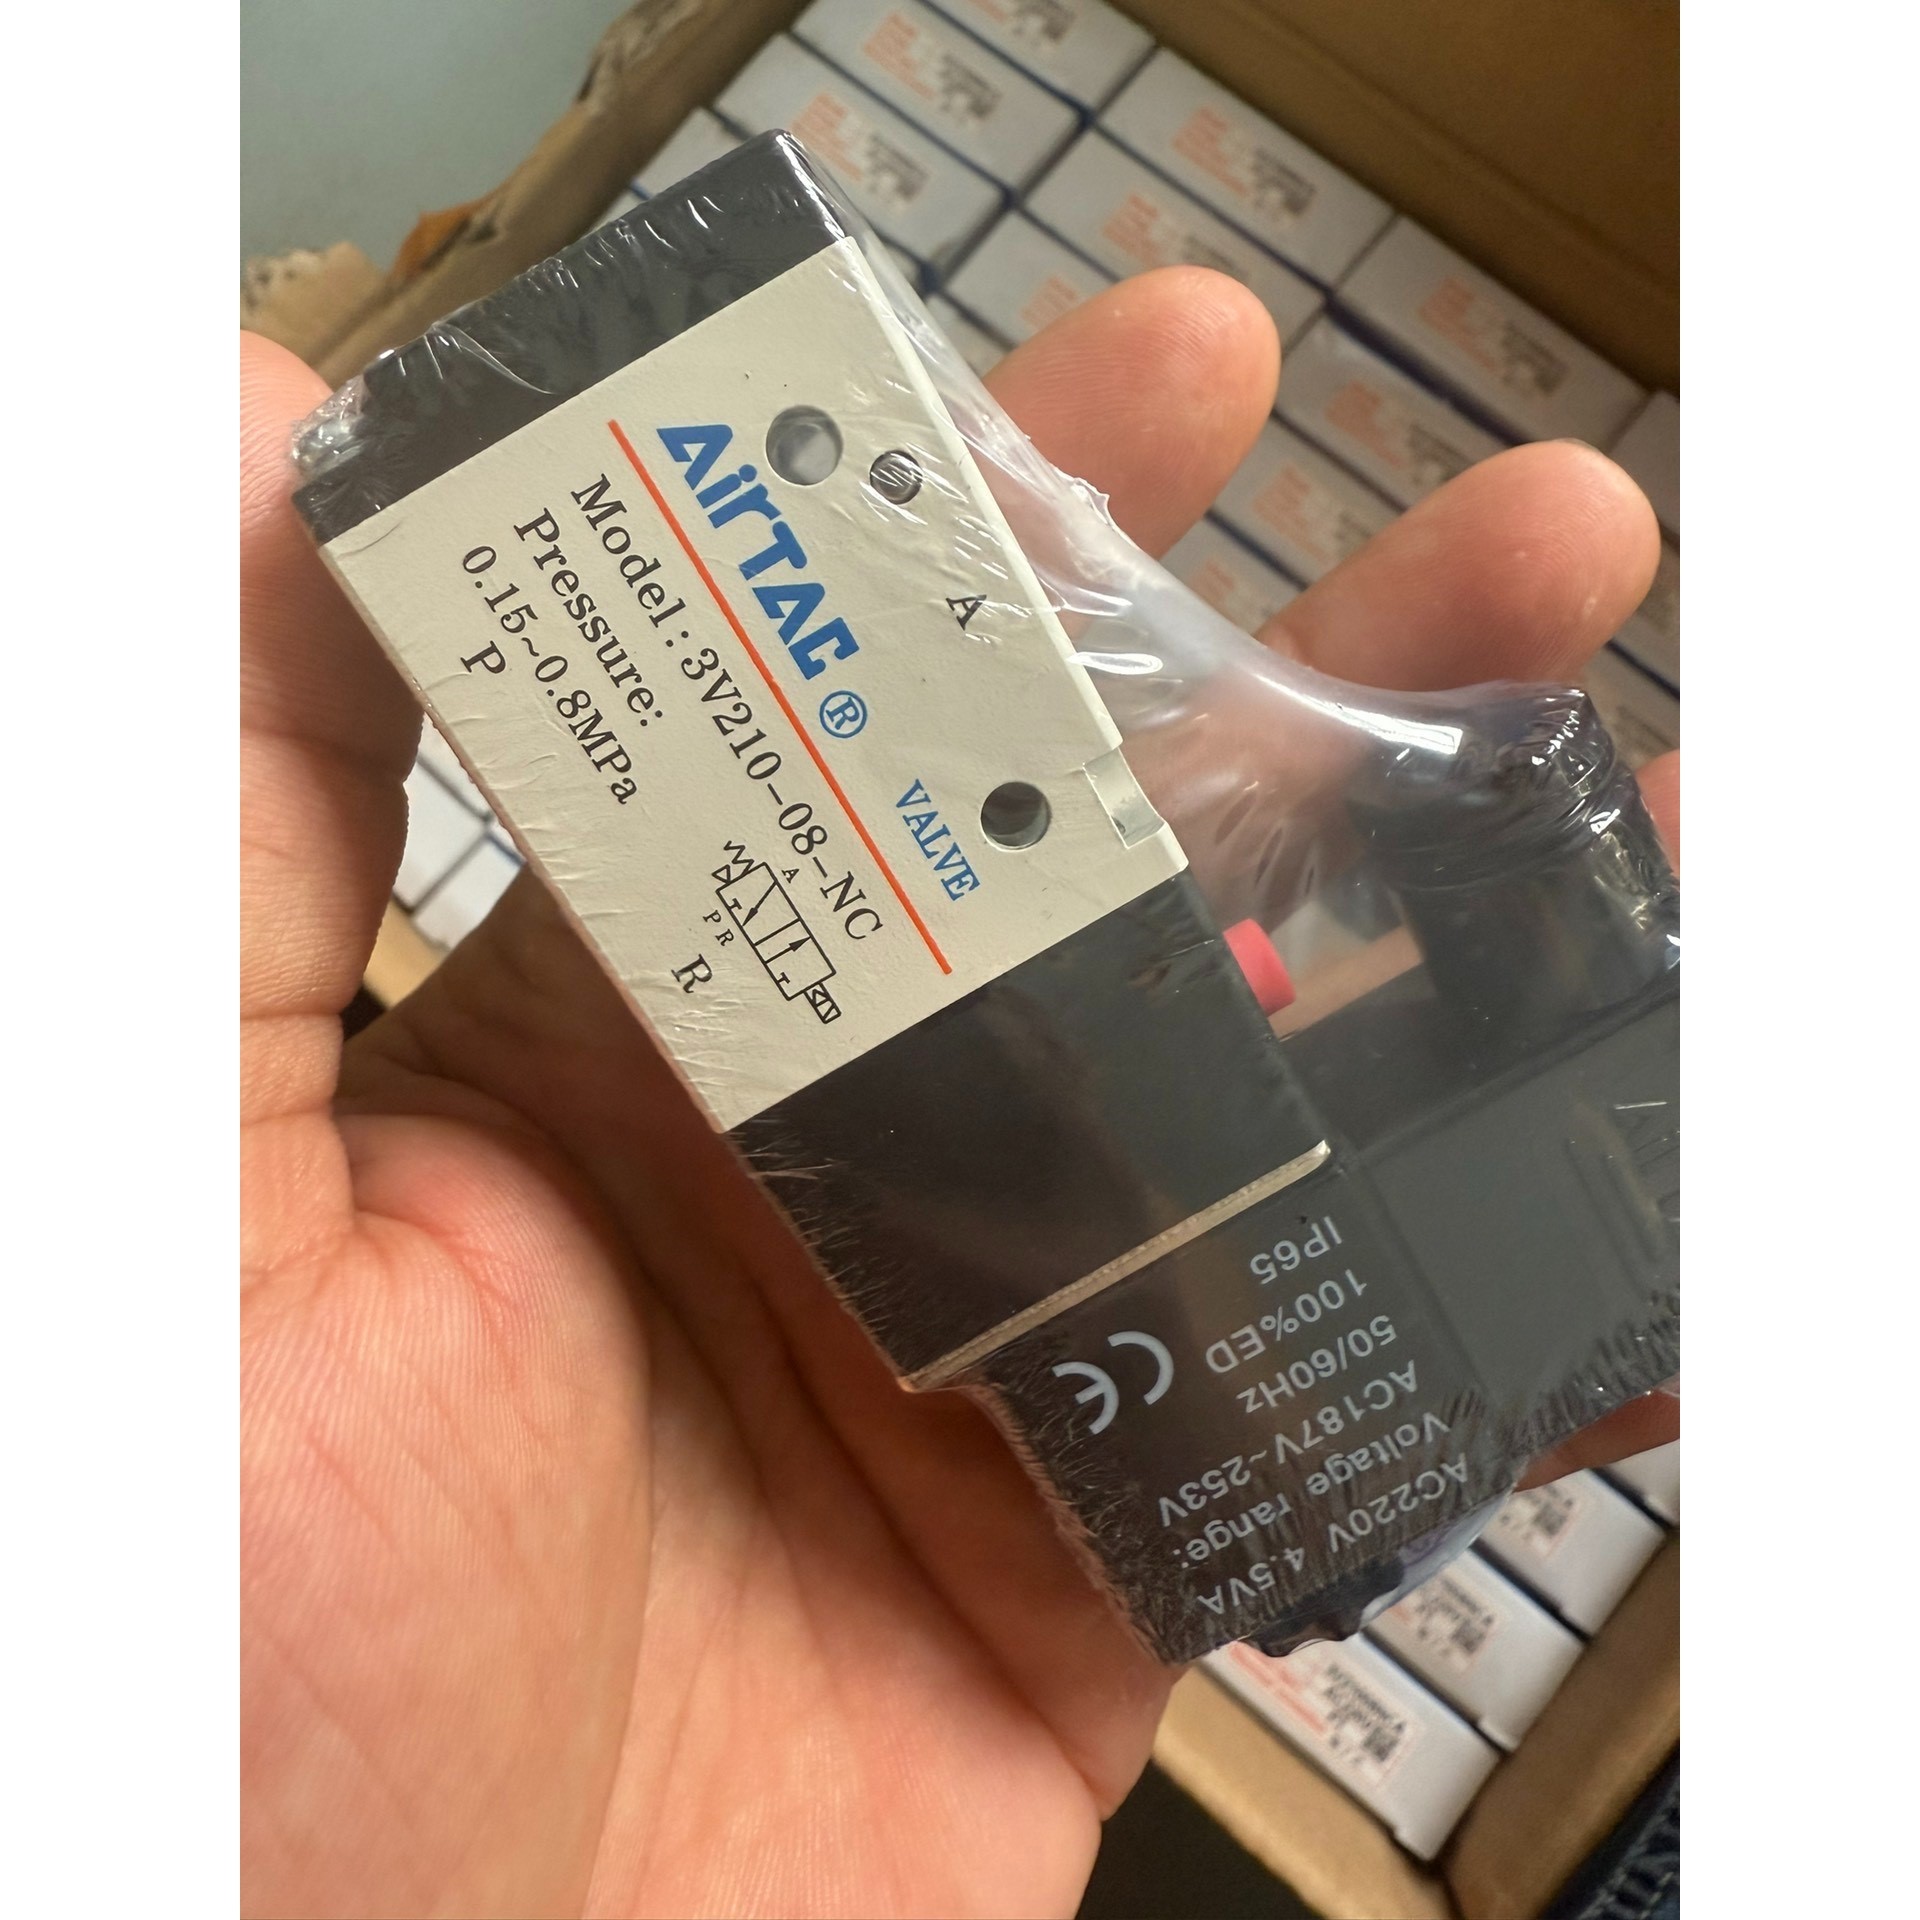 AirTAC ®
VALVE
A
Model: 3V210-08-NC
Pressure:
0.15~0.8MPa
P
R
A
P R
AC220V 4.5VA
Voltage range:
AC187V~253V
50/60Hz
100%ED
IP65
CE